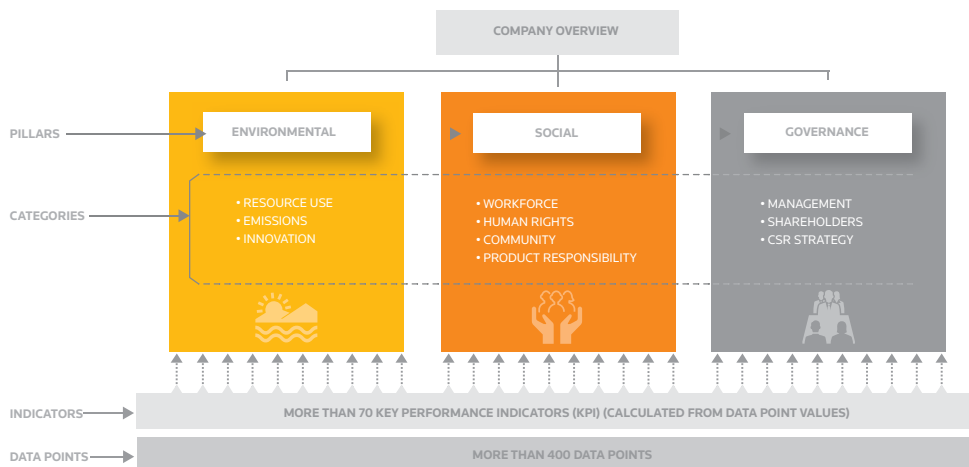 COMPANY OVERVIEW
PILLARS
ENVIRONMENTAL
SOCIAL
GOVERNANCE
CATEGORIES
• RESOURCE USE
• EMISSIONS
• INNOVATION
• WORKFORCE
• HUMAN RIGHTS
• COMMUNITY
• PRODUCT RESPONSIBILITY
• MANAGEMENT
• SHAREHOLDERS
• CSR STRATEGY
INDICATORS
MORE THAN 70 KEY PERFORMANCE INDICATORS (KPI) (CALCULATED FROM DATA POINT VALUES)
DATA POINTS
MORE THAN 400 DATA POINTS